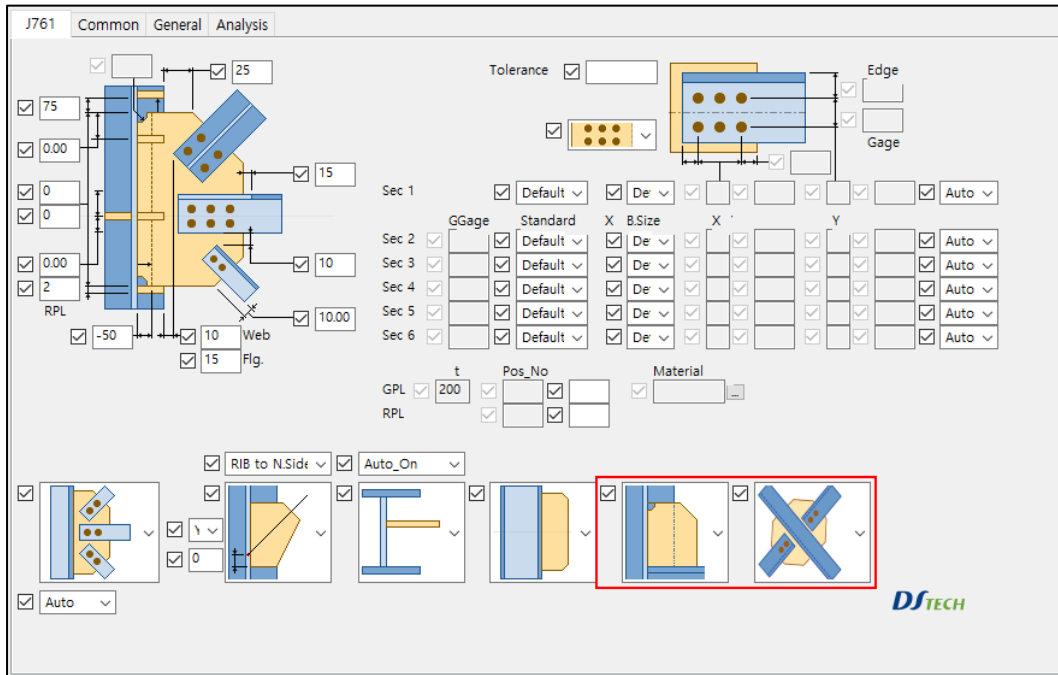 J761 Common General Analysis
25
Tolerance
Edge
75
Gage
0.00
15
Sec 1 Default De Auto
0
GGage Standard X B.Size X Y
0
Sec 2 Default De Auto
0.00
10
Sec 3 Default De Auto
2
Sec 4 Default De Auto
RPL
10.00
Sec 5 Default De Auto
-50 10 Web
Sec 6 Default De Auto
15 Flg.
t Pos_No Material
GPL 200 ...
RPL
RIB to N.Side Auto_On
0
Auto
DSTECH